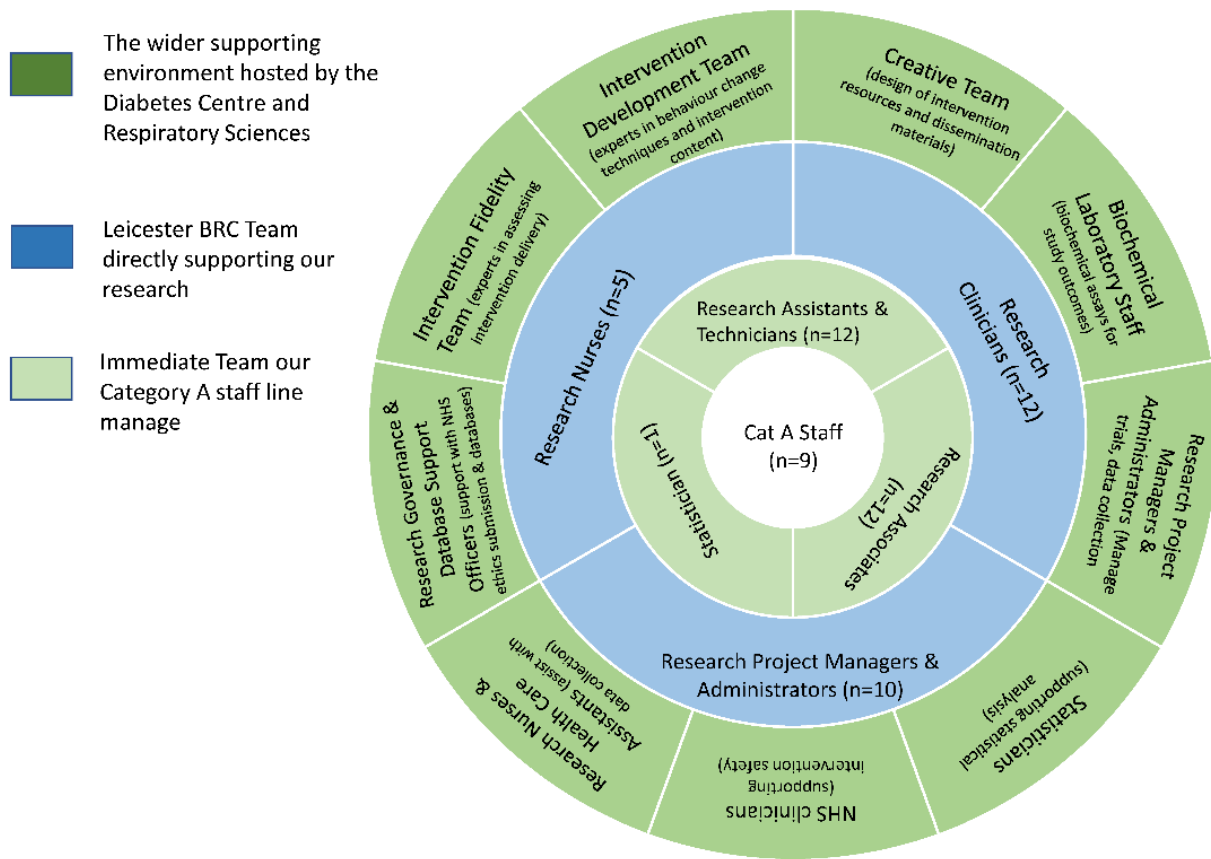 The wider supporting
environment hosted by the
Diabetes Centre and
Respiratory Sciences
Leicester BRC Team
directly supporting our
research
Immediate Team our
Category A staff line
manage
Intervention
Development Team
(experts in behaviour change
techniques and intervention
content)
Creative Team
(design of intervention
resources and dissemination
materials)
Biochemical
Laboratory Staff
(biochemical assays for
study outcomes)
Research Project
Managers &
Administrators (Manage
trials, data collection
Statisticians
(supporting statistical
analysis)
NHS clinicians
(supporting
intervention safety)
Research Nurses &
Health Care
Assistants (assist with
data collection)
Research Governance &
Database Support
Officers (support with NHS
ethics submission & databases)
Intervention Fidelity
Team (experts in assessing
intervention delivery)
Research Nurses (n=5)
Research
Clinicians (n=12)
Research Project Managers &
Administrators (n=10)
Research Assistants &
Technicians (n=12)
Research Associates
(n=12)
Statistician (n=1)
Cat A Staff
(n=9)